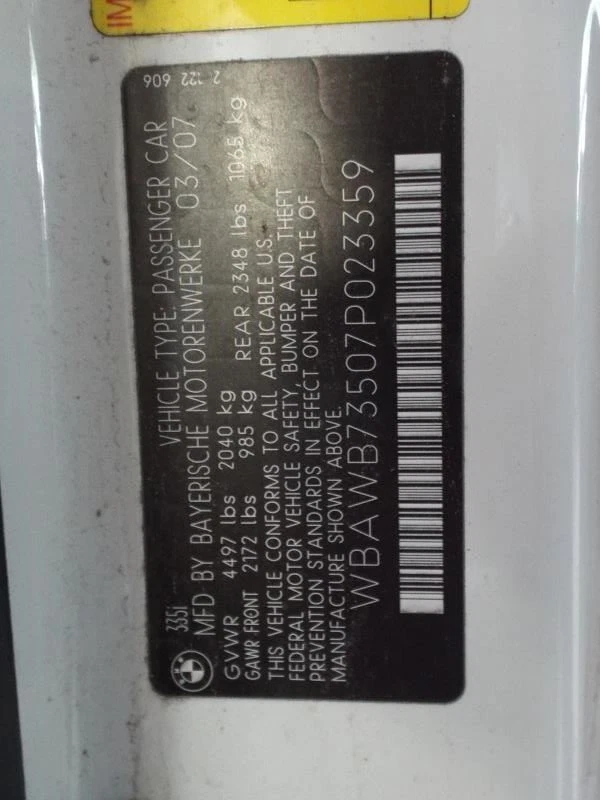 IM
335i
2 122 606
VEHICLE TYPE: PASSENGER CAR
MFD BY BAYERISCHE MOTORENWERKE 03/07
GVWR 4497 lbs 2040 kg
GAWR FRONT 2172 lbs 985 kg REAR 2348 lbs 1065 kg
THIS VEHICLE CONFORMS TO ALL APPLICABLE U.S.
FEDERAL MOTOR VEHICLE SAFETY, BUMPER AND THEFT
PREVENTION STANDARDS IN EFFECT ON THE DATE OF
MANUFACTURE SHOWN ABOVE.
WBAWB73507P023359